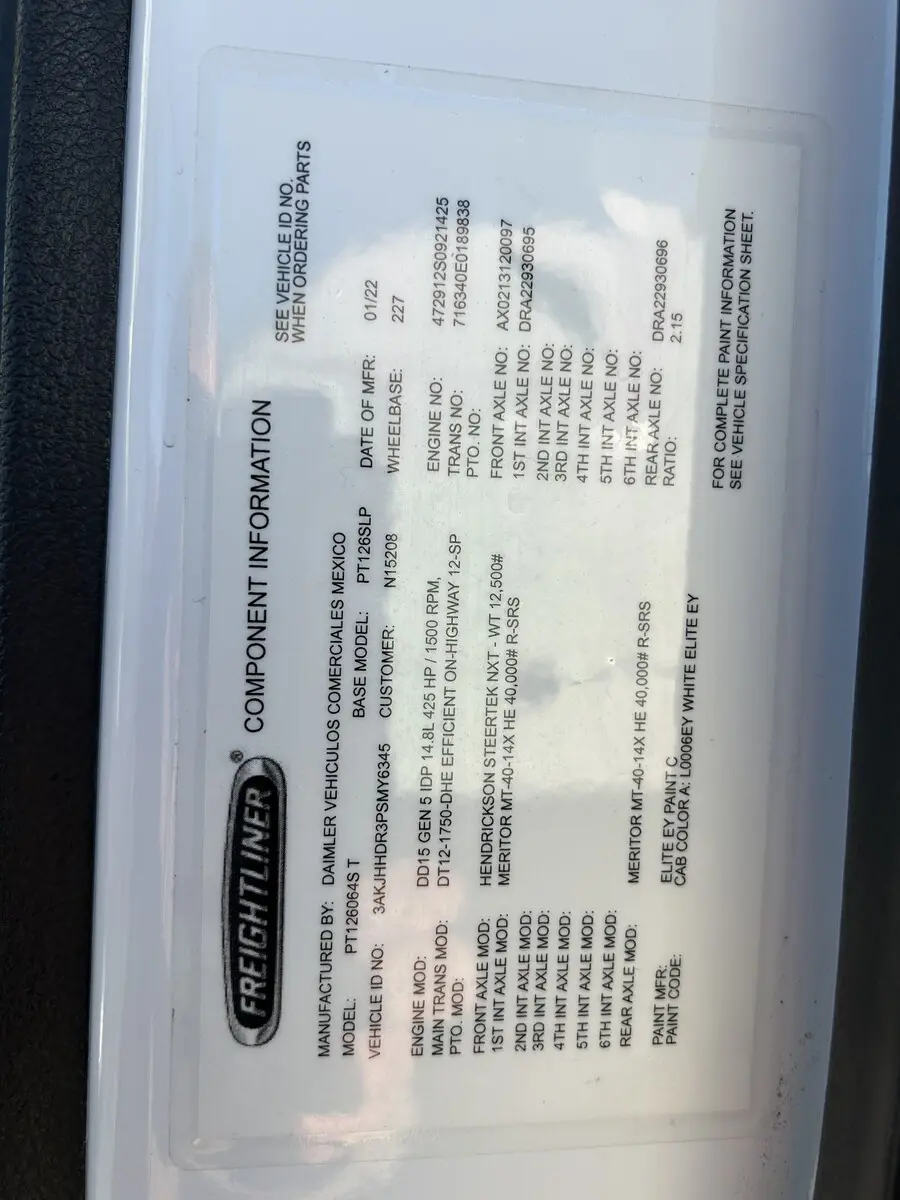 FREIGHTLINER® COMPONENT INFORMATION
SEE VEHICLE ID NO.
WHEN ORDERING PARTS
MANUFACTURED BY: DAIMLER VEHICULOS COMERCIALES MEXICO
MODEL: PT126064S T BASE MODEL: PT126SLP DATE OF MFR: 01/22
VEHICLE ID NO: 3AKJHHDR3PSMY6345 CUSTOMER: N15208 WHEELBASE: 227
ENGINE MOD: DD15 GEN 5 IDP 14.8L 425 HP / 1500 RPM, ENGINE NO: 472912S0921425
MAIN TRANS MOD: DT12-1750-DHE EFFICIENT ON-HIGHWAY 12-SP TRANS NO: 716340E0189838
PTO. MOD: PTO. NO:
FRONT AXLE MOD: HENDRICKSON STEERTEK NXT - WT 12,500# FRONT AXLE NO: AX0213120097
1ST INT AXLE MOD: MERITOR MT-40-14X HE 40,000# R-SRS 1ST INT AXLE NO: DRA22930695
2ND INT AXLE MOD: 2ND INT AXLE NO:
3RD INT AXLE MOD: 3RD INT AXLE NO:
4TH INT AXLE MOD: 4TH INT AXLE NO:
5TH INT AXLE MOD: 5TH INT AXLE NO:
6TH INT AXLE MOD: 6TH INT AXLE NO:
REAR AXLE MOD: MERITOR MT-40-14X HE 40,000# R-SRS REAR AXLE NO: DRA22930696
RATIO: 2.15
PAINT MFR: ELITE EY PAINT C
PAINT CODE: CAB COLOR A: L0006EY WHITE ELITE EY
FOR COMPLETE PAINT INFORMATION
SEE VEHICLE SPECIFICATION SHEET.